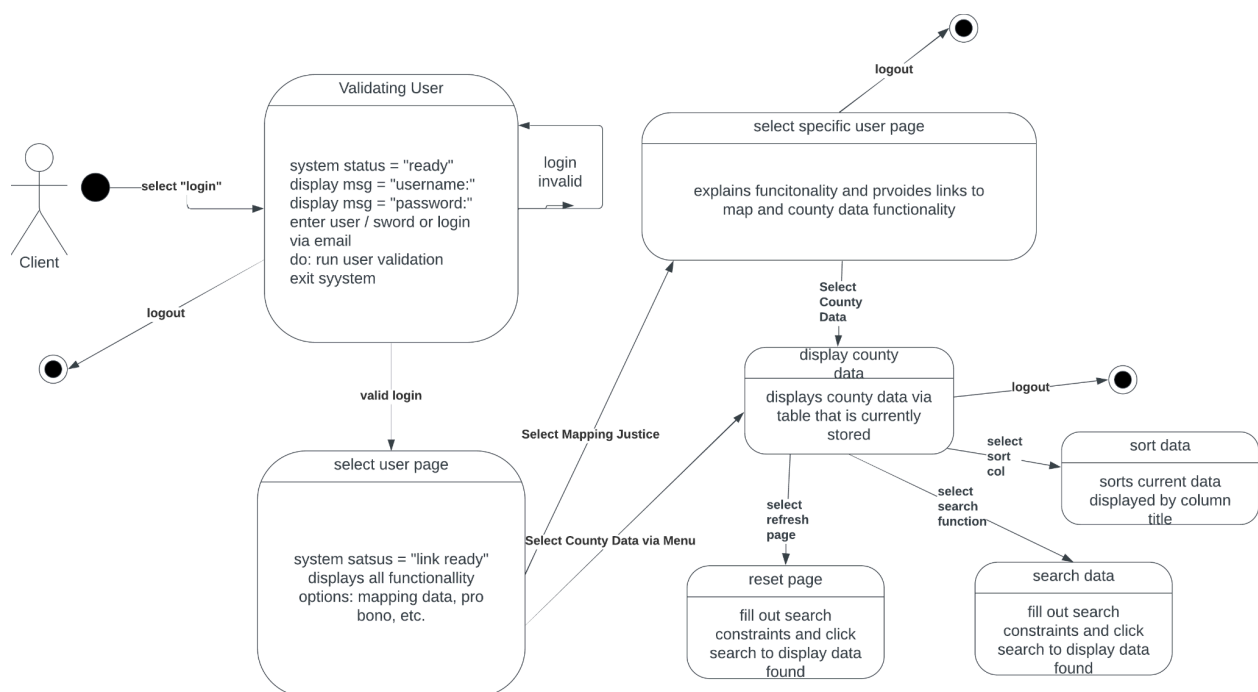 Client
select "login"
Validating User
system status = "ready"
display msg = "username:"
display msg = "password:"
enter user / sword or login
via email
do: run user validation
exit syystem
login
invalid
logout
valid login
select user page
system satsus = "link ready"
displays all functionallity
options: mapping data, pro
bono, etc.
Select Mapping Justice
Select County Data via Menu
logout
select specific user page
explains funcitonality and prvoides links to
map and county data functionality
Select
County
Data
display county
data
displays county data via
table that is currently
stored
logout
select
sort
col
sort data
sorts current data
displayed by column
title
select
search
function
search data
fill out search
constraints and click
search to display data
found
select
refresh
page
reset page
fill out search
constraints and click
search to display data
found